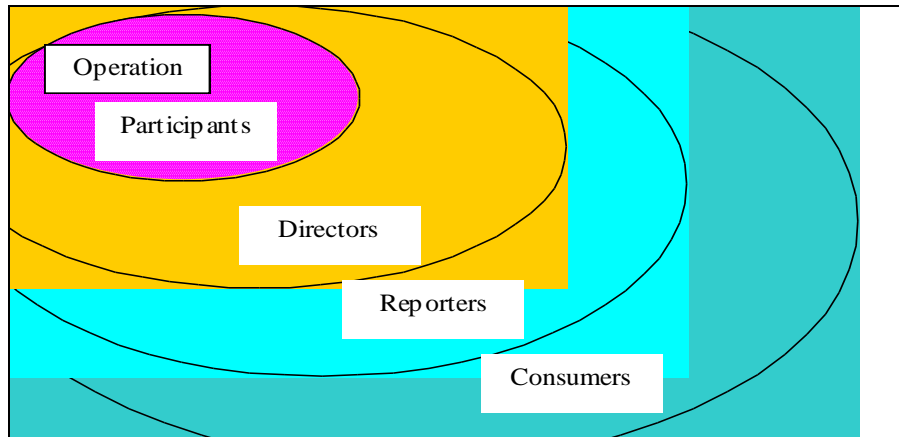 Operation
Participants
Directors
Reporters
Consumers